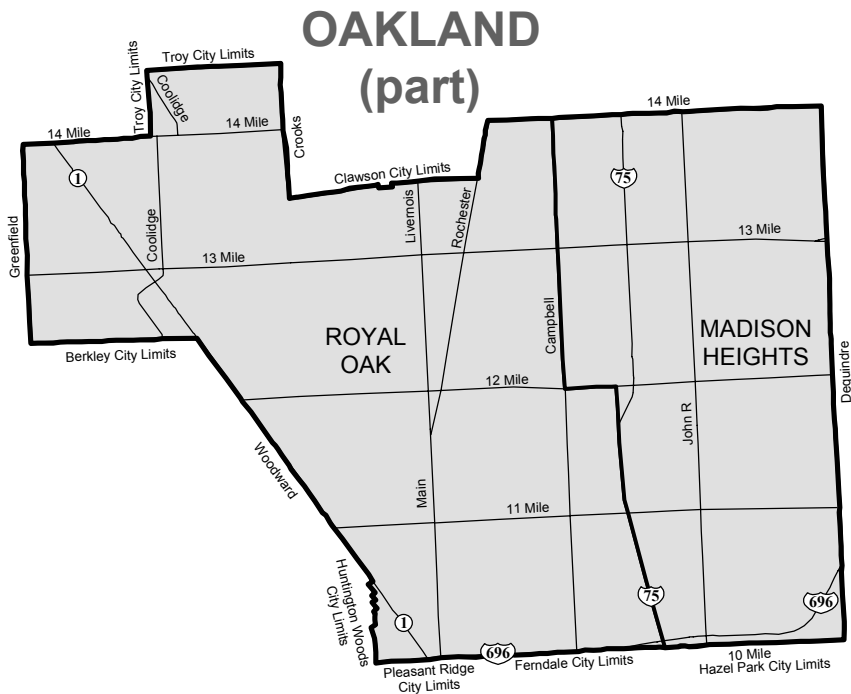 OAKLAND
(part)
Troy City Limits
Troy City Limits
Coolidge
14 Mile
14 Mile
14 Mile
Crooks
Clawson City Limits
1
75
Greenfield
Coolidge
Livernois
Rochester
13 Mile
13 Mile
ROYAL
OAK
Campbell
MADISON
HEIGHTS
Berkley City Limits
Dequindre
12 Mile
John R
Woodward
Main
11 Mile
Huntington Woods
City Limits
1
75
696
696
Pleasant Ridge
City Limits
Ferndale City Limits
10 Mile
Hazel Park City Limits